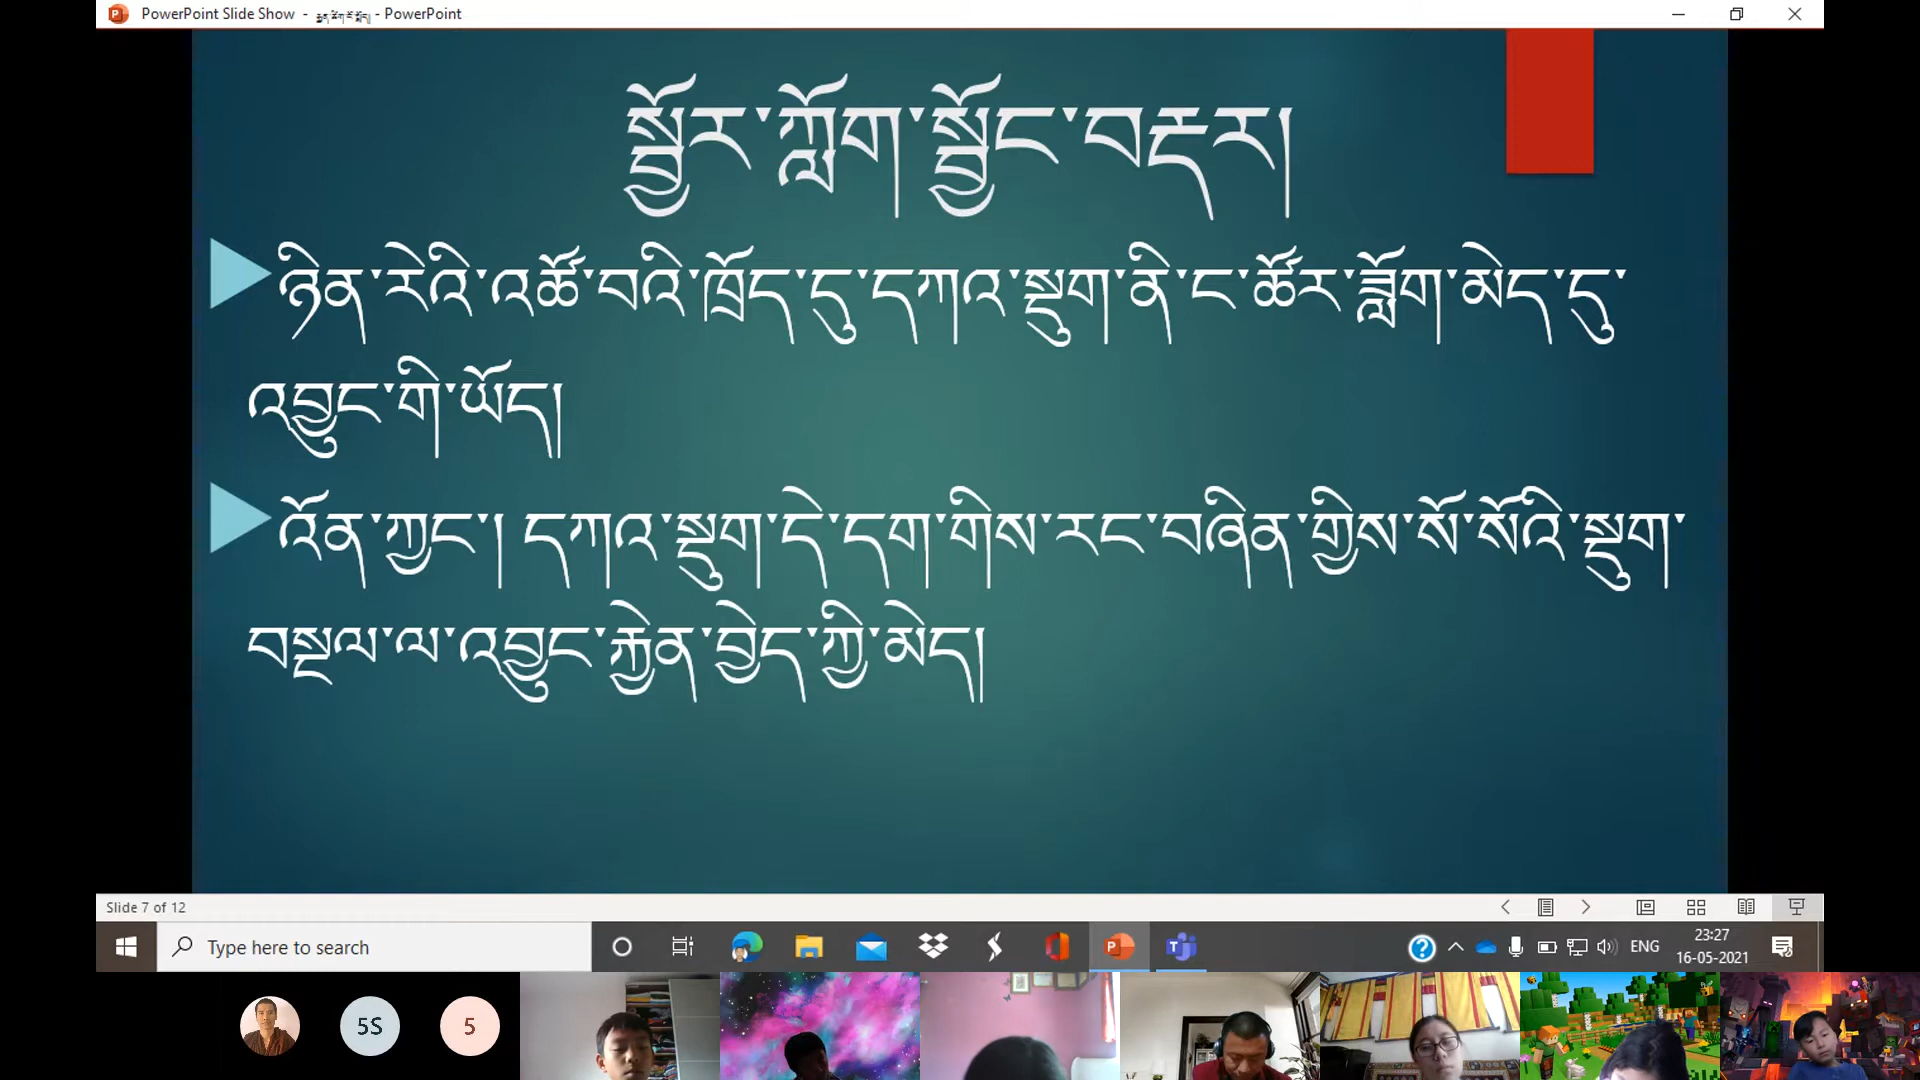 PowerPoint Slide Show - རྒྱུན་ཚིག་ངོ་སྤྲོད། - PowerPoint
སྦྱོར་ཀློག་སྦྱོང་བརྡར།
ཉིན་རེའི་འཚོ་བའི་ཁྲོད་དུ་དཀའ་སྡུག་ནི་ང་ཚོར་ཟློག་མེད་དུ་
འབྱུང་གི་ཡོད།
འོན་ཀྱང་། དཀའ་སྡུག་དེ་དག་གིས་རང་བཞིན་གྱིས་སོ་སོའི་སྡུག་
བསྔལ་ལ་འབྱུང་རྐྱེན་བྱེད་ཀྱི་མེད།
Slide 7 of 12
Type here to search
ENG
23:27
16-05-2021
5S
5